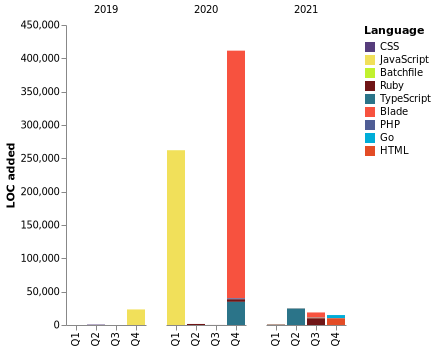 2019 2020 2021
LOC added
450,000
400,000
350,000
300,000
250,000
200,000
150,000
100,000
50,000
0
Q1 Q2 Q3 Q4 Q1 Q2 Q3 Q4 Q1 Q2 Q3 Q4
Language
CSS
JavaScript
Batchfile
Ruby
TypeScript
Blade
PHP
Go
HTML